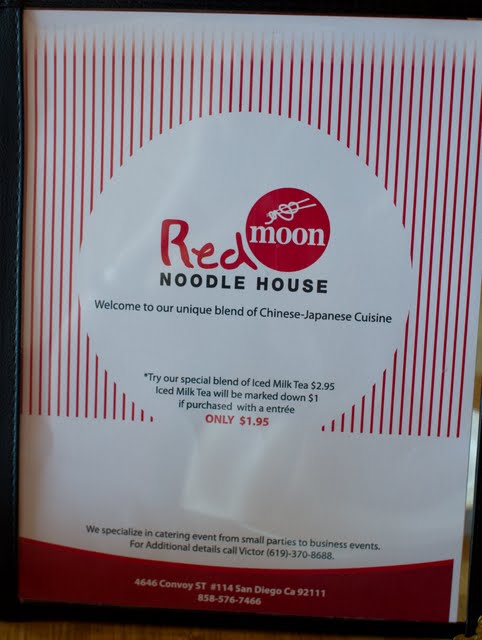 Red moon
NOODLE HOUSE
Welcome to our unique blend of Chinese-Japanese Cuisine
*Try our special blend of Iced Milk Tea $2.95
Iced Milk Tea will be marked down $1
if purchased with a entrée
ONLY $1.95
We specialize in catering event from small parties to business events.
For Additional details call Victor (619)-370-8688.
4646 Convoy ST #114 San Diego Ca 92111
858-576-7466